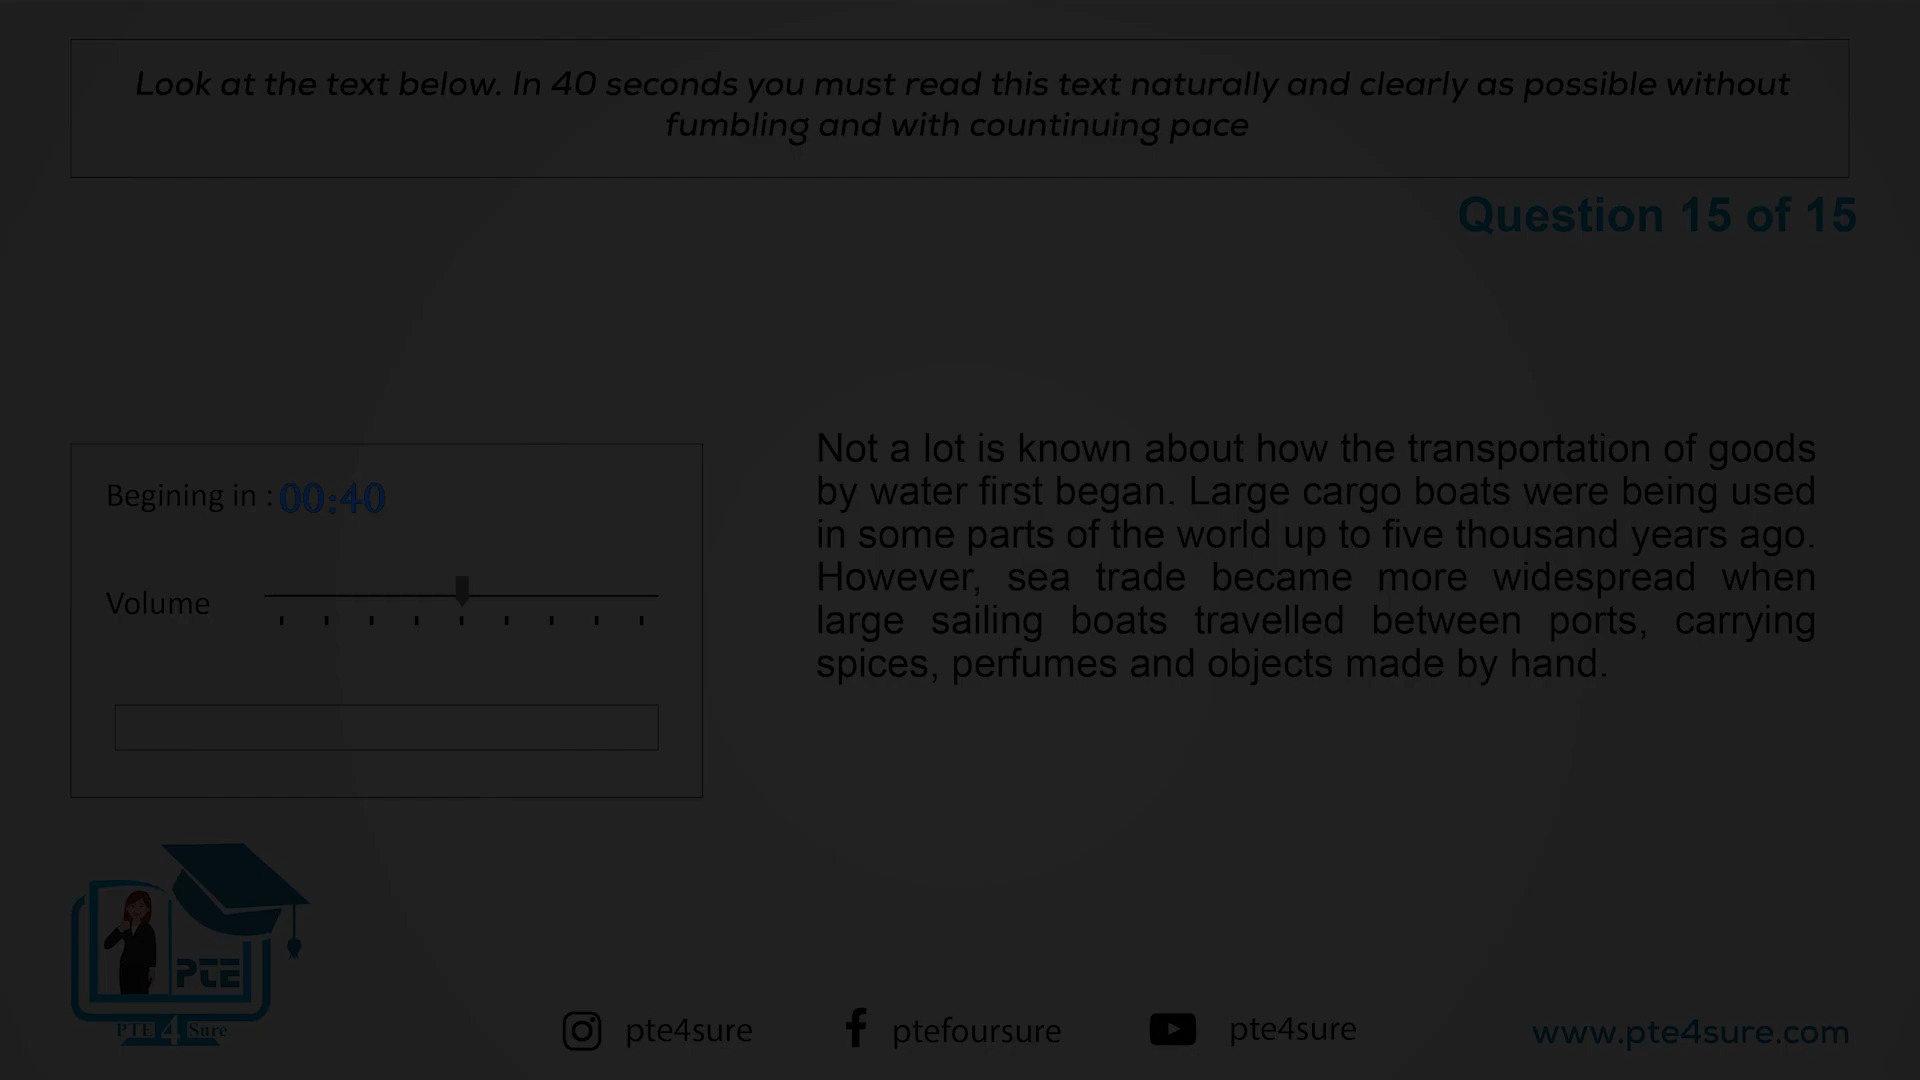 Look at the text below. In 40 seconds you must read this text naturally and clearly as possible without
fumbling and with countinuing pace
Question 15 of 15
Begining in : 00:40
Volume
Not a lot is known about how the transportation of goods
by water first began. Large cargo boats were being used
in some parts of the world up to five thousand years ago.
However, sea trade became more widespread when
large sailing boats travelled between ports, carrying
spices, perfumes and objects made by hand.
PTE
PTE 4 Sure
pte4sure
ptefoursure
pte4sure
www.pte4sure.com